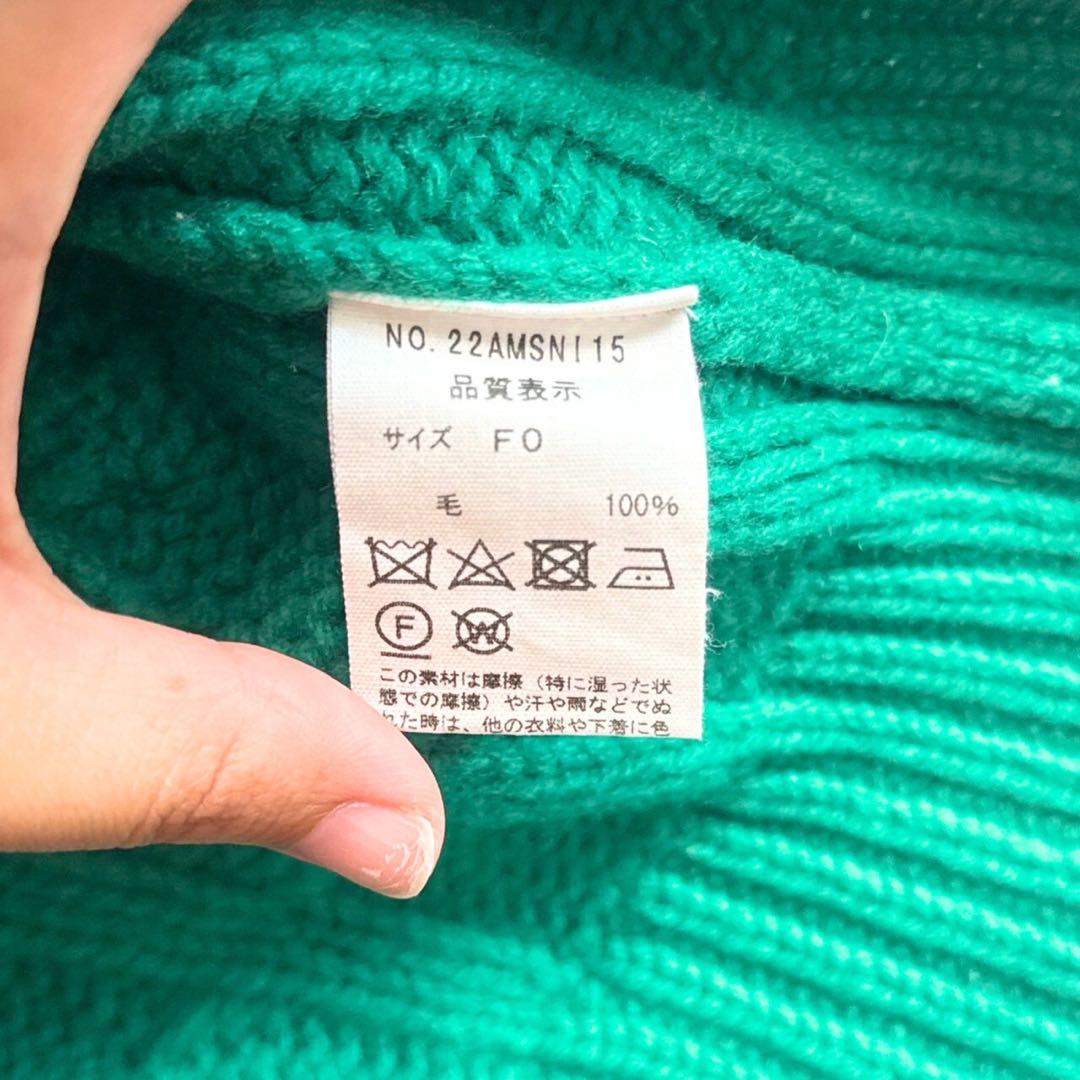 NO. 22AMSNI15
品質表示
サイズ FO
毛 100%
F
W
この素材は摩擦(特に湿った状
態での摩擦)や汗や雨などでぬ
れた時は、他の衣料や下着に色